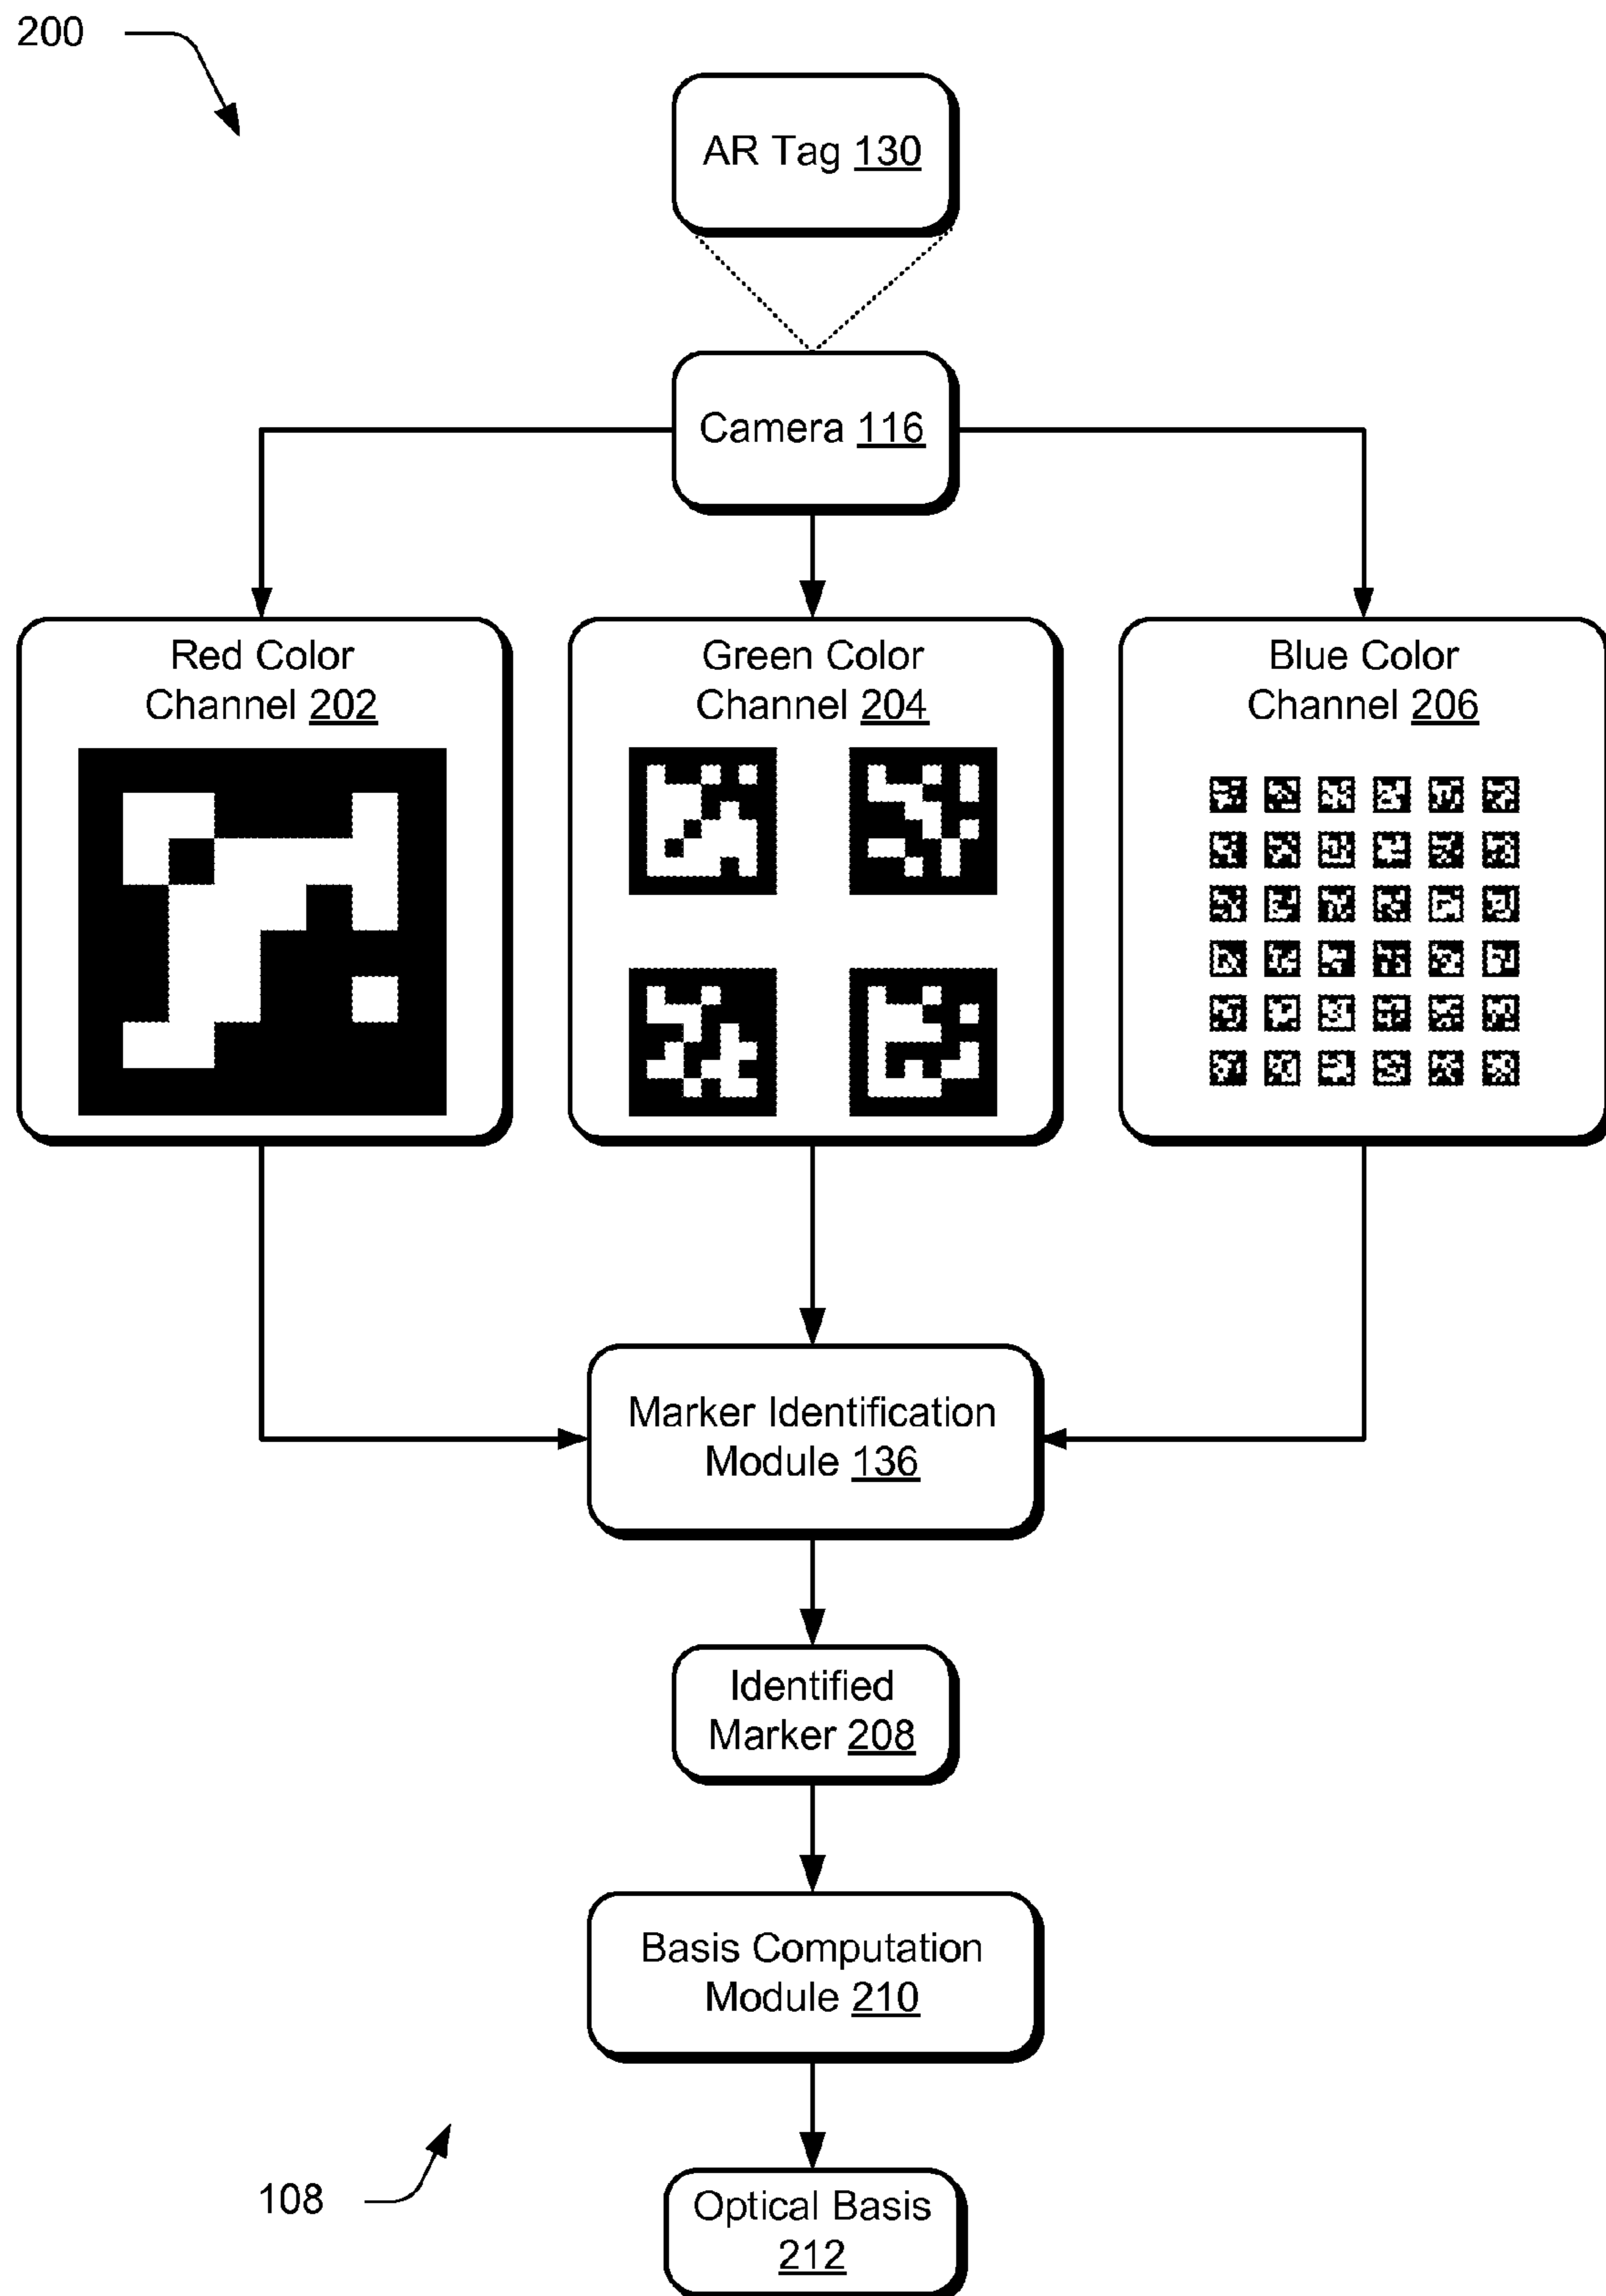 200
AR Tag 130
Camera 116
Red Color
Channel 202
Green Color
Channel 204
Blue Color
Channel 206
Marker Identification
Module 136
Identified
Marker 208
Basis Computation
Module 210
108
Optical Basis
212